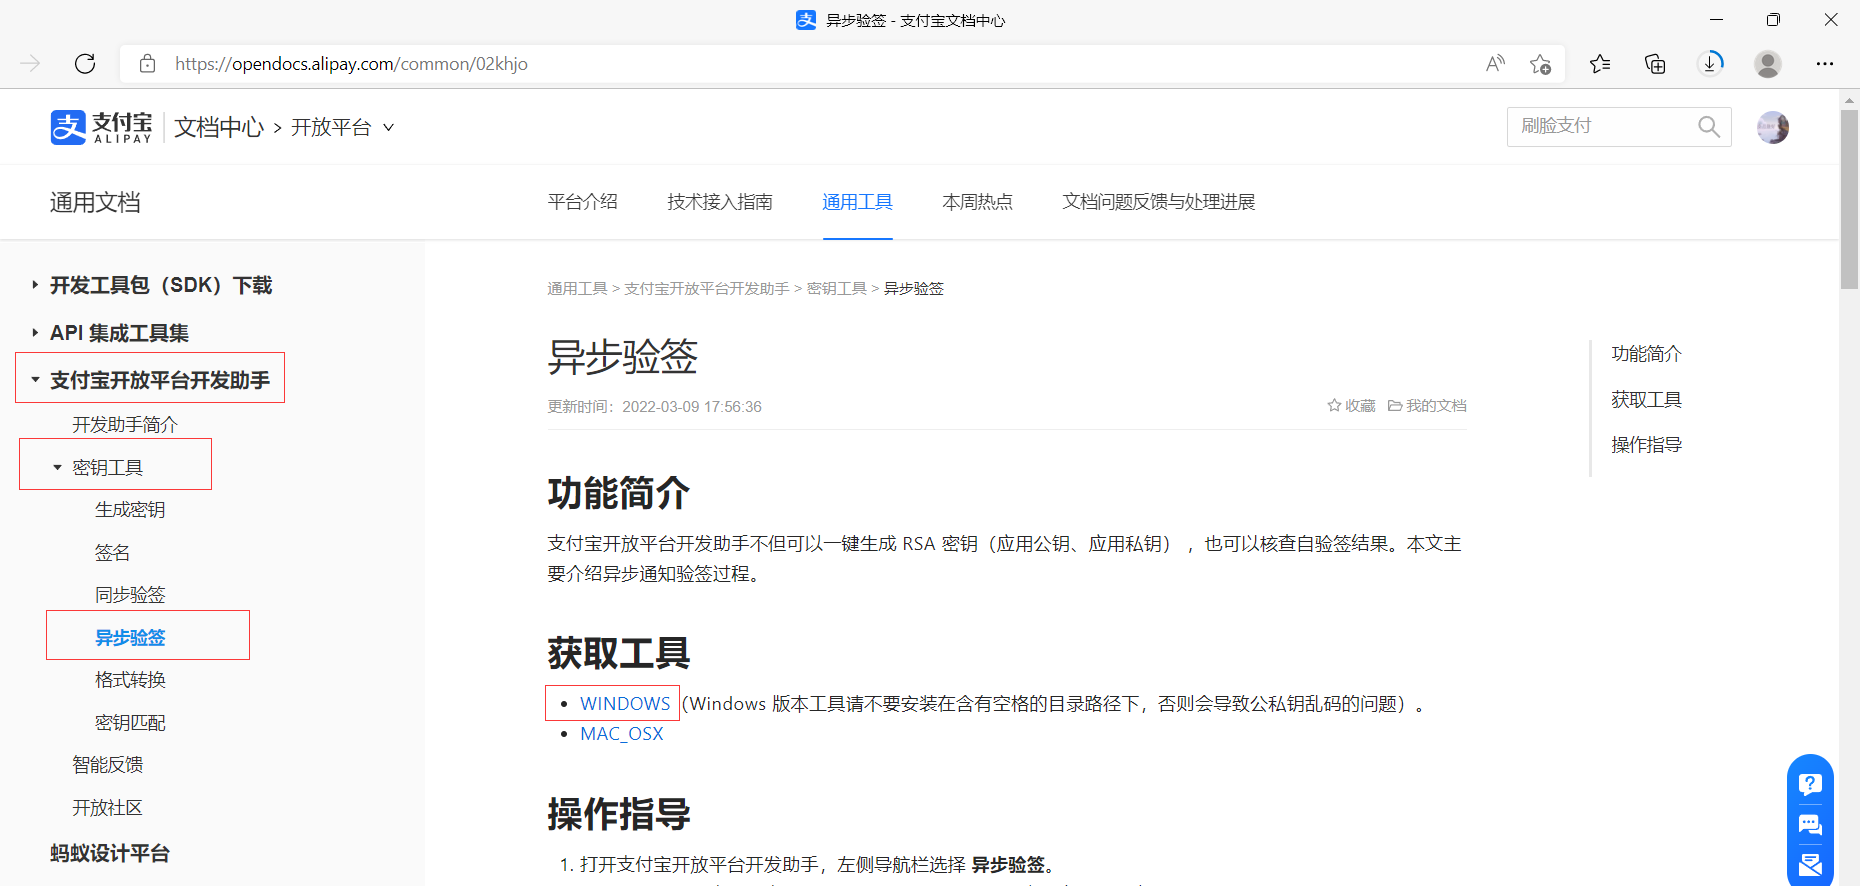 异步验签 - 支付宝文档中心
https://opendocs.alipay.com/common/02khjo
支付宝 ALIPAY 文档中心 > 开放平台
刷脸支付
通用文档
平台介绍 技术接入指南 通用工具 本周热点 文档问题反馈与处理进展
开发工具包（SDK）下载
API 集成工具集
支付宝开放平台开发助手
开发助手简介
密钥工具
生成密钥
签名
同步验签
异步验签
格式转换
密钥匹配
智能反馈
开放社区
蚂蚁设计平台
通用工具 > 支付宝开放平台开发助手 > 密钥工具 > 异步验签
异步验签
更新时间：2022-03-09 17:56:36
收藏 我的文档
功能简介
支付宝开放平台开发助手不但可以一键生成 RSA 密钥（应用公钥、应用私钥），也可以核查自验签结果。本文主
要介绍异步通知验签过程。
获取工具
• WINDOWS (Windows 版本工具请不要安装在含有空格的目录路径下，否则会导致公私钥乱码的问题）。
• MAC_OSX
操作指导
1. 打开支付宝开放平台开发助手，左侧导航栏选择 异步验签。
功能简介
获取工具
操作指导